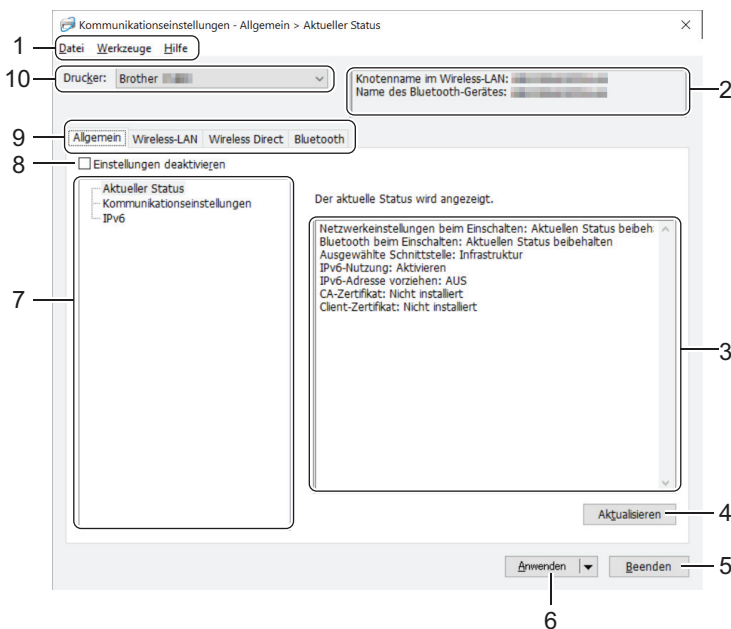 Kommunikationseinstellungen - Allgemein > Aktueller Status
1
Datei Werkzeuge Hilfe
10
Drucker: Brother
Knotenname im Wireless-LAN:
Name des Bluetooth-Gerätes:
2
9
Allgemein Wireless-LAN Wireless Direct Bluetooth
8
Einstellungen deaktivieren
Aktueller Status
Kommunikationseinstellungen
IPv6
7
Der aktuelle Status wird angezeigt.
Netzwerkeinstellungen beim Einschalten: Aktuellen Status beibeh
Bluetooth beim Einschalten: Aktuellen Status beibehalten
Ausgewählte Schnittstelle: Infrastruktur
IPv6-Nutzung: Aktivieren
IPv6-Adresse vorziehen: AUS
CA-Zertifikat: Nicht installiert
Client-Zertifikat: Nicht installiert
3
Aktualisieren
4
Anwenden
Beenden
5
6